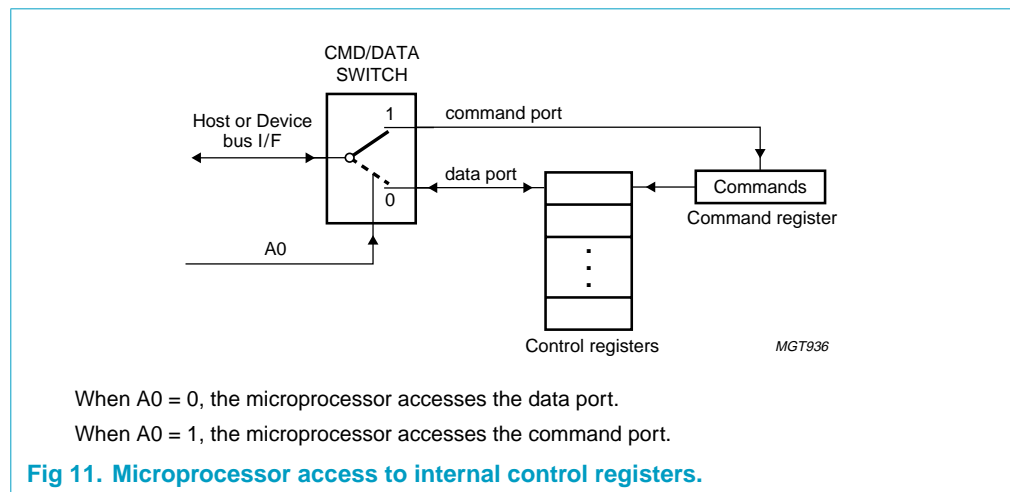 CMD/DATA
SWITCH
Host or Device
bus I/F
1
command port
data port
0
A0
Commands
Command register
Control registers
MGT936
When A0 = 0, the microprocessor accesses the data port.
When A0 = 1, the microprocessor accesses the command port.
Fig 11. Microprocessor access to internal control registers.